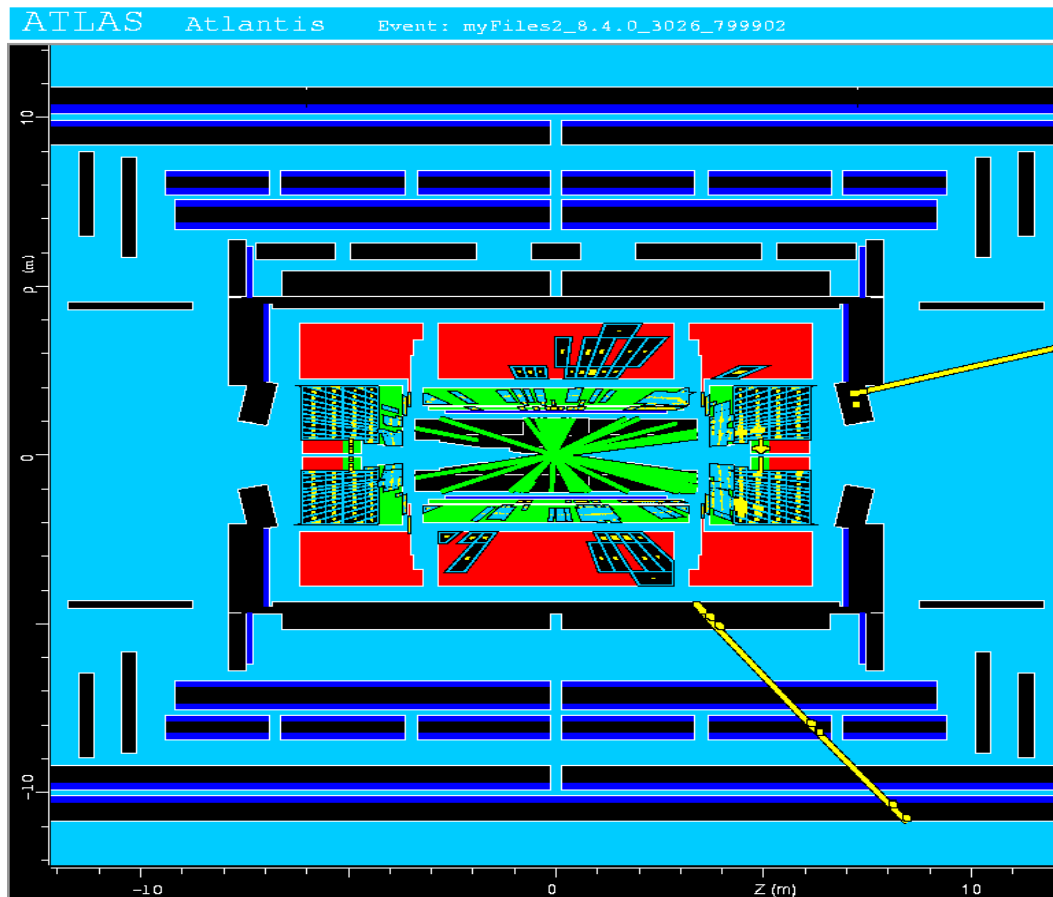 ATLAS Atlantis Event: myFiles2_8.4.0_3026_799902
10
ρ (m)
0
-10
-10 0 Z (m) 10